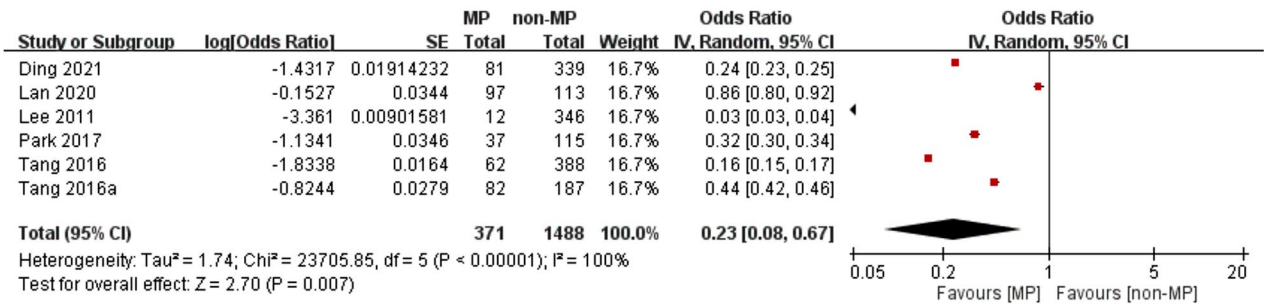 MP non-MP Odds Ratio Odds Ratio
Study or Subgroup log[Odds Ratio] SE Total Total Weight IV, Random, 95% CI IV, Random, 95% CI
Ding 2021 -1.4317 0.01914232 81 339 16.7% 0.24 [0.23, 0.25]
Lan 2020 -0.1527 0.0344 97 113 16.7% 0.86 [0.80, 0.92]
Lee 2011 -3.361 0.00901581 12 346 16.7% 0.03 [0.03, 0.04]
Park 2017 -1.1341 0.0346 37 115 16.7% 0.32 [0.30, 0.34]
Tang 2016 -1.8338 0.0164 62 388 16.7% 0.16 [0.15, 0.17]
Tang 2016a -0.8244 0.0279 82 187 16.7% 0.44 [0.42, 0.46]
Total (95% CI) 371 1488 100.0% 0.23 [0.08, 0.67]
Heterogeneity: Tau² = 1.74; Chi² = 23705.85, df = 5 (P < 0.00001); I² = 100%
Test for overall effect: Z = 2.70 (P = 0.007)
0.05 0.2 1 5 20
Favours [MP] Favours [non-MP]